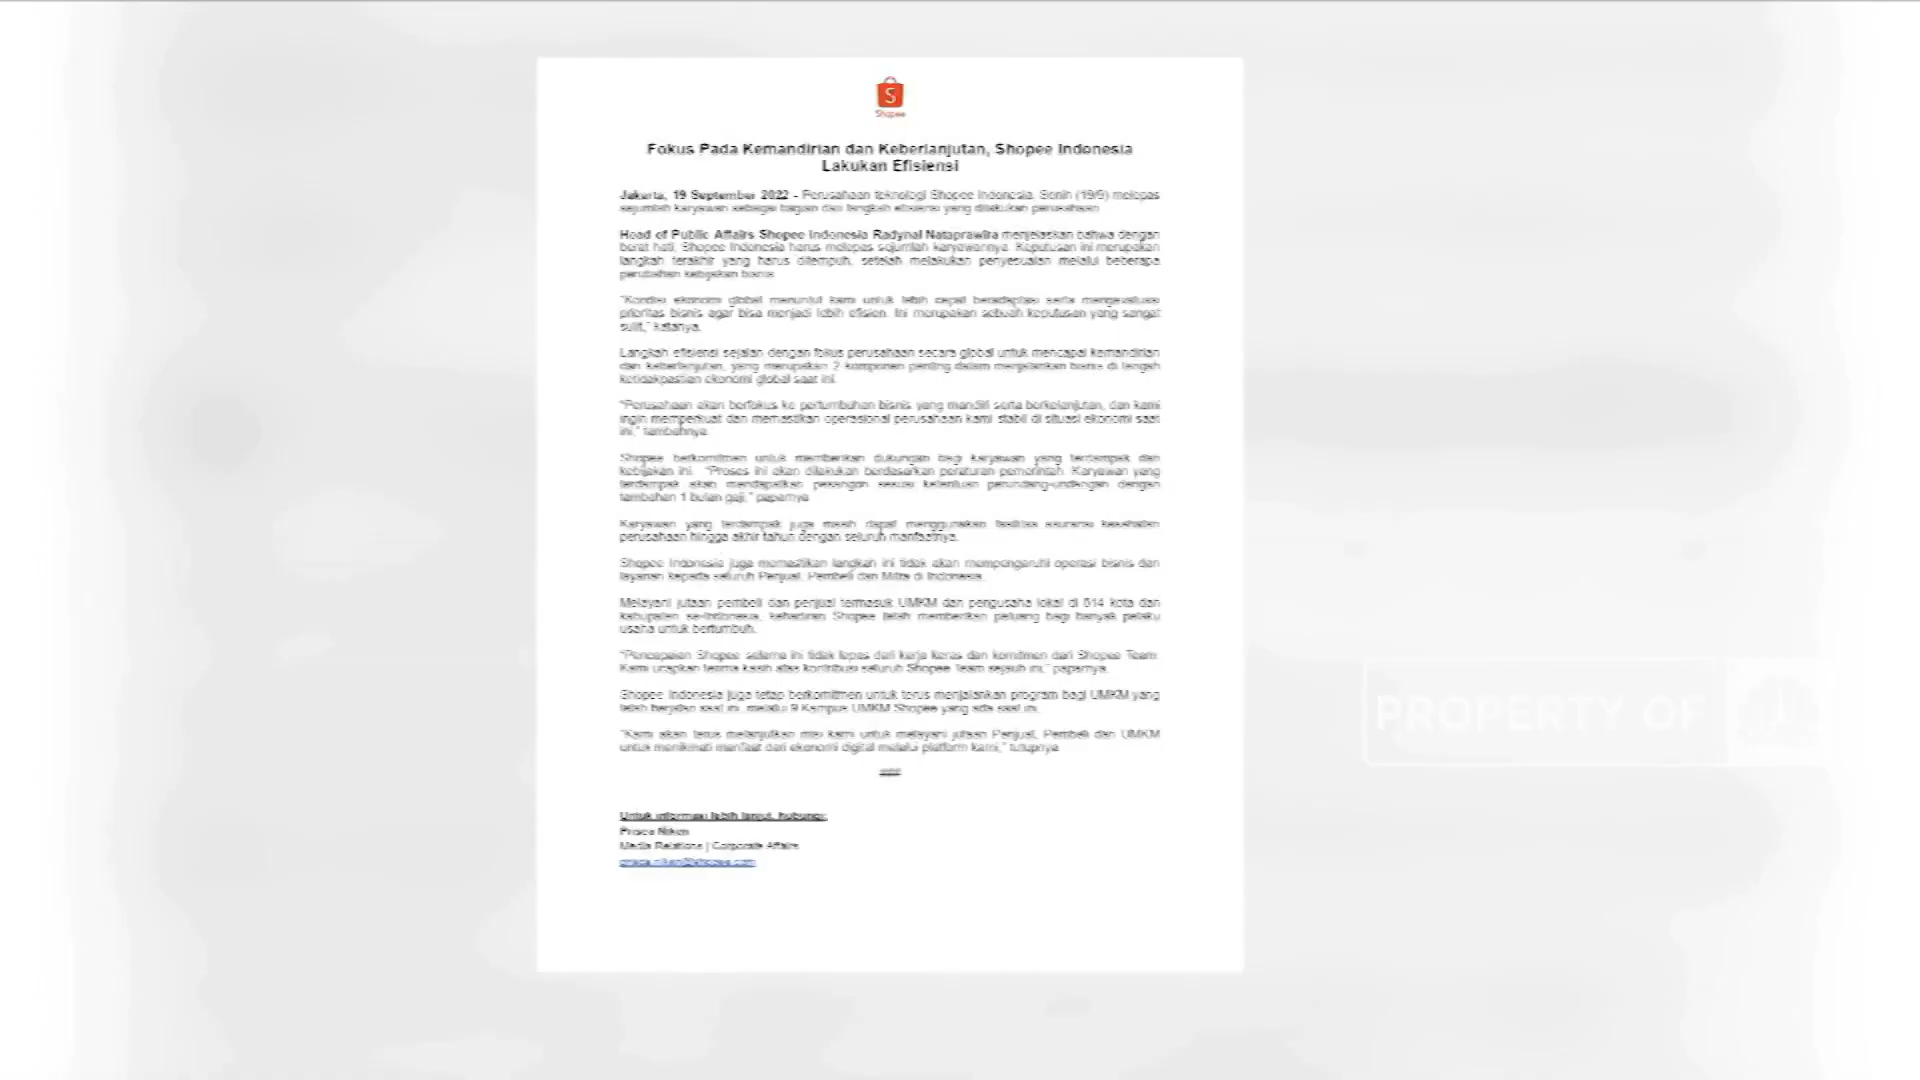 S
Shopee
Fokus Pada Kemandirian dan Keberlanjutan, Shopee Indonesia
Lakukan Efisiensi
Jakarta, 19 September 2022 - Perusahaan teknologi Shopee Indonesia, Senin (19/9) melepas
sejumlah karyawan sebagai bagian dari langkah efisiensi yang dilakukan perusahaan.
Head of Public Affairs Shopee Indonesia Radynal Nataprawira menjelaskan bahwa dengan
berat hati, Shopee Indonesia harus melepas sejumlah karyawannya. Keputusan ini merupakan
langkah terakhir yang harus ditempuh, setelah melakukan penyesuaian melalui beberapa
perubahan kebijakan bisnis.
"Kondisi ekonomi global menuntut kami untuk lebih cepat beradaptasi serta mengevaluasi
prioritas bisnis agar bisa menjadi lebih efisien. Ini merupakan sebuah keputusan yang sangat
sulit," katanya.
Langkah efisiensi sejalan dengan fokus perusahaan secara global untuk mencapai kemandirian
dan keberlanjutan, yang merupakan 2 komponen penting dalam menjalankan bisnis di tengah
ketidakpastian ekonomi global saat ini.
"Perusahaan akan berfokus ke pertumbuhan bisnis yang mandiri serta berkelanjutan, dan kami
ingin memperkuat dan memastikan operasional perusahaan kami stabil di situasi ekonomi saat
ini," tambahnya.
Shopee berkomitmen untuk memberikan dukungan bagi karyawan yang terdampak dari
kebijakan ini. "Proses ini akan dilakukan berdasarkan peraturan pemerintah. Karyawan yang
terdampak akan mendapatkan pesangon sesuai ketentuan perundang-undangan dengan
tambahan 1 bulan gaji," paparnya.
Karyawan yang terdampak juga masih dapat menggunakan fasilitas asuransi kesehatan
perusahaan hingga akhir tahun dengan seluruh manfaatnya.
Shopee Indonesia juga memastikan langkah ini tidak akan mempengaruhi operasi bisnis dan
layanan kepada seluruh Penjual, Pembeli dan Mitra di Indonesia.
Melayani jutaan pembeli dan penjual termasuk UMKM dan pengusaha lokal di 514 kota dan
kabupaten se-Indonesia, kehadiran Shopee telah memberikan peluang bagi banyak pelaku
usaha untuk bertumbuh.
"Pencapaian Shopee selama ini tidak lepas dari kerja keras dan komitmen dari Shopee Team.
Kami ucapkan terima kasih atas kontribusi seluruh Shopee Team sejauh ini," paparnya.
Shopee Indonesia juga tetap berkomitmen untuk terus menjalankan program bagi UMKM yang
telah berjalan saat ini, melalui 9 Kampus UMKM Shopee yang ada saat ini.
"Kami akan terus melanjutkan misi kami untuk melayani jutaan Penjual, Pembeli dan UMKM
untuk menikmati manfaat dari ekonomi digital melalui platform kami," tutupnya.
###
Untuk informasi lebih lanjut, hubungi:
Niken
Media Relations | Corporate Affairs
PROPERTY OF